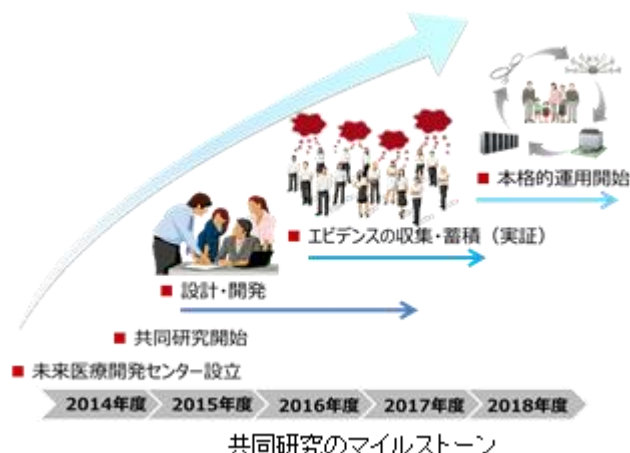 ■ 本格的運用開始
■ エビデンスの収集・蓄積（実証）
■ 設計・開発
■ 共同研究開始
■ 未来医療開発センター設立
2014年度 2015年度 2016年度 2017年度 2018年度
共同研究のマイルストーン